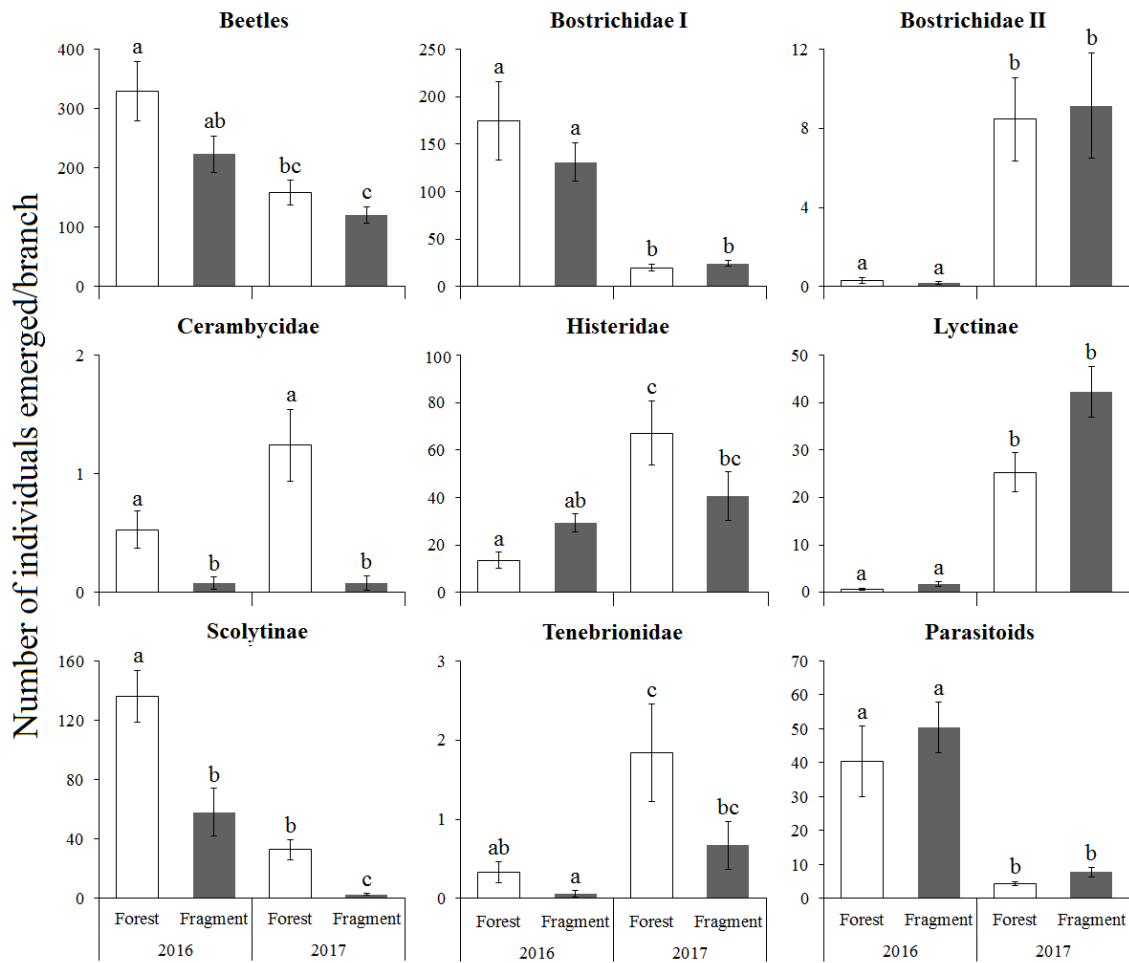 Number of individuals emerged/branch
Beetles
400
300
200
100
0
a
ab
bc
c
Bostrichidae I
250
200
150
100
50
0
a
a
b
b
Bostrichidae II
12
8
4
0
a
a
b
b
Cerambycidae
2
1
0
a
b
a
b
Histeridae
100
80
60
40
20
0
a
ab
c
bc
Lyctinae
50
40
30
20
10
0
a
a
b
b
Scolytinae
160
120
80
40
0
a
b
b
c
Forest Fragment Forest Fragment
2016 2017
Tenebrionidae
3
2
1
0
ab
a
c
bc
Forest Fragment Forest Fragment
2016 2017
Parasitoids
70
60
50
40
30
20
10
0
a
a
b
b
Forest Fragment Forest Fragment
2016 2017